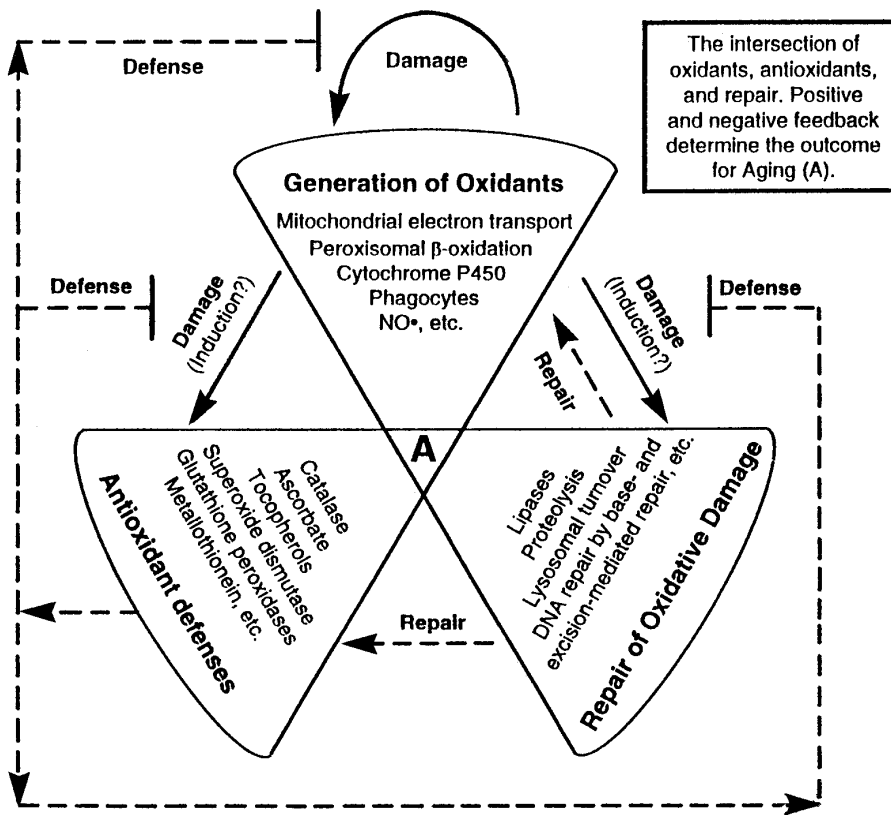 Defense
Damage
The intersection of
oxidants, antioxidants,
and repair. Positive
and negative feedback
determine the outcome
for Aging (A).
Generation of Oxidants
Mitochondrial electron transport
Peroxisomal β-oxidation
Cytochrome P450
Phagocytes
NO•, etc.
Defense
Damage
(Induction?)
Damage
(Induction?)
Defense
Repair
A
Catalase
Ascorbate
Tocopherols
Superoxide dismutase
Glutathione peroxidases
Metallothionein, etc.
Antioxidant defenses
Lipases
Proteolysis
Lysosomal turnover
DNA repair by base- and
excision-mediated repair, etc.
Repair of Oxidative Damage
Repair